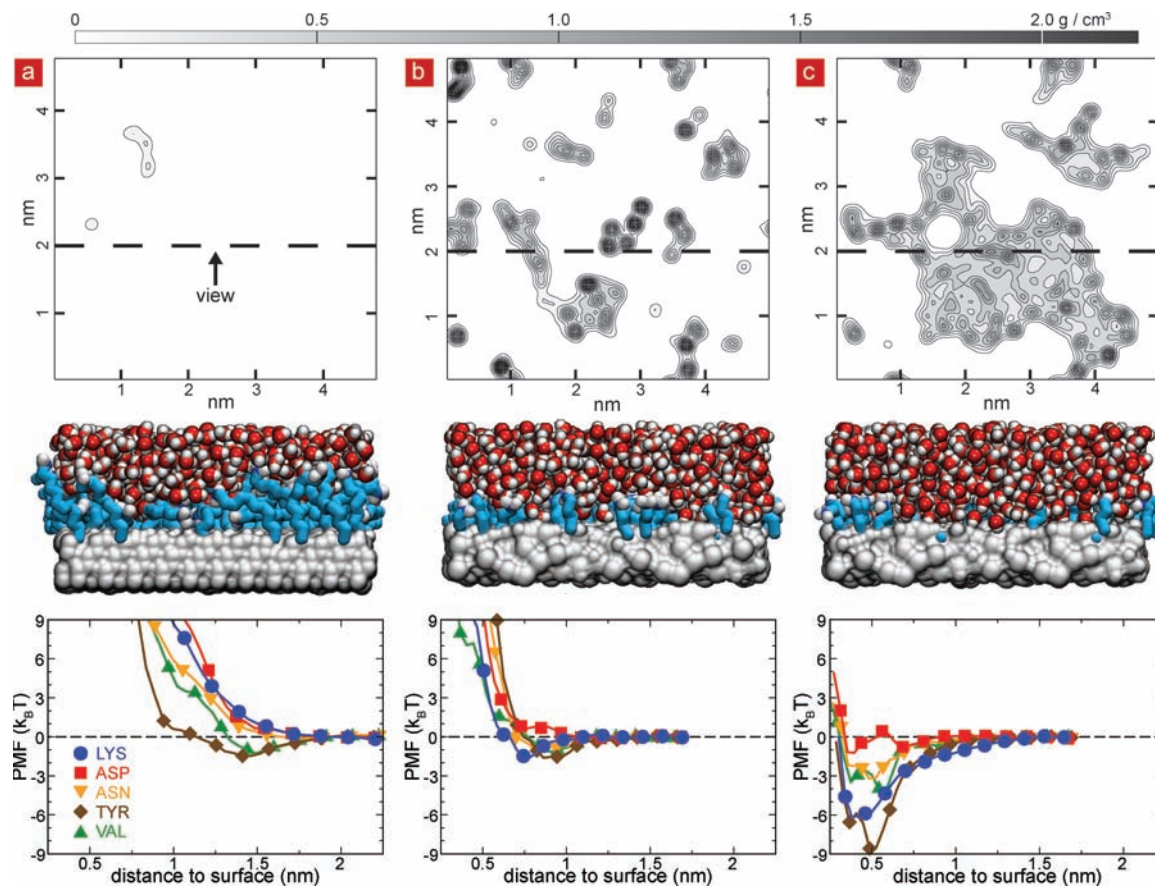 0 0.5 1.0 1.5 2.0 g / cm³
a b c
4 4 4
3 3 3
nm nm nm
2 2 2
view
1 1 1
1 2 3 4 1 2 3 4 1 2 3 4
nm nm nm
9 9 9
6 6 6
3 3 3
PMF (k_BT) PMF (k_BT) PMF (k_BT)
0 0 0
LYS
ASP
-3 -3 -3
ASN
TYR
-6 -6 -6
VAL
-9 -9 -9
0.5 1 1.5 2 0.5 1 1.5 2 0.5 1 1.5 2
distance to surface (nm) distance to surface (nm) distance to surface (nm)